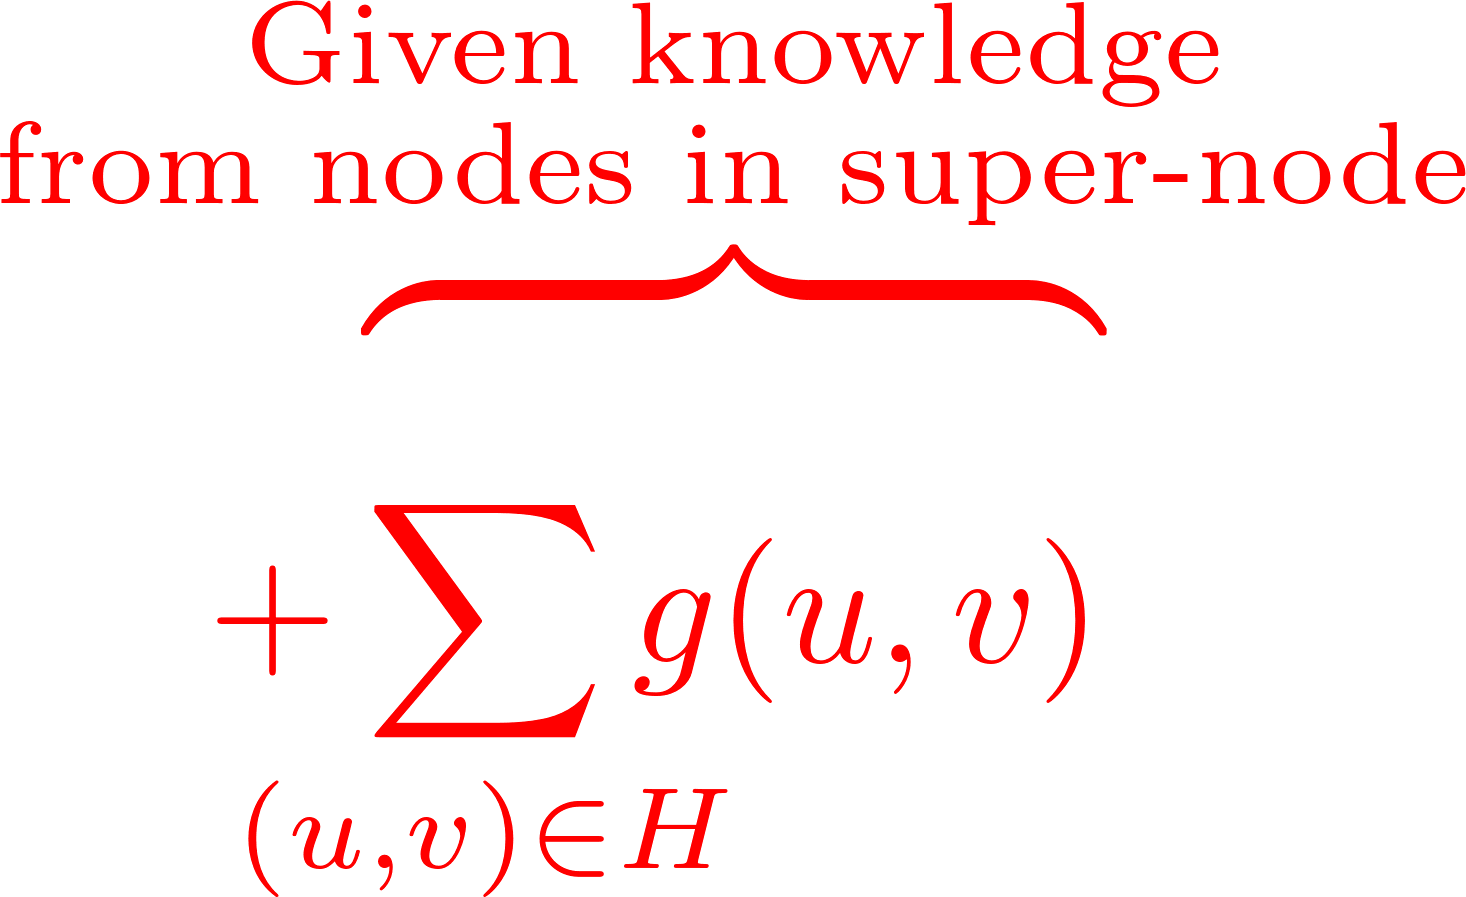 Given knowledge
from nodes in super-node
+∑ g(u, v)
(u,v)∈H